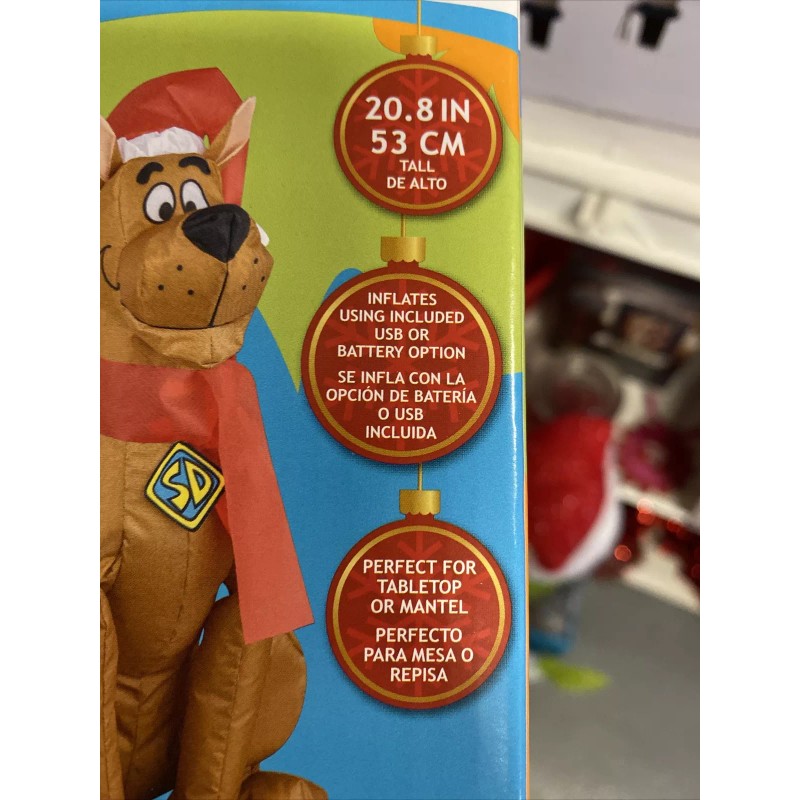 20.8 IN
53 CM
TALL
DE ALTO
INFLATES
USING INCLUDED
USB OR
BATTERY OPTION
SE INFLA CON LA
OPCIÓN DE BATERÍA
O USB
INCLUIDA
SD
PERFECT FOR
TABLETOP
OR MANTEL
PERFECTO
PARA MESA O
REPISA